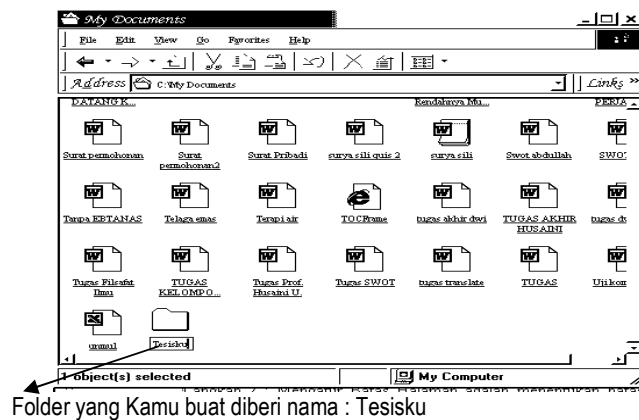 My Documents
File Edit View Go Favorites Help
Address C:\My Documents Links »
DATANG K... Rendahnya Mu... PERJA
Surat permohonan Surat permohonan2 Surat Pribadi surya sili quis 2 surya sili Swot abdullah SWOT
Tanpa EBTANAS Telaga emas Terapi air TOCFrame tugas akhir dwi TUGAS AKHIR HUSAINI tugas
Tugas Filsafat Ilmu TUGAS KELOMPO... Tugas Prof. Husaini U. Tugas SWOT tugas translate TUGAS Uji kom
unmul Tesisku
1 object(s) selected My Computer
Folder yang Kamu buat diberi nama : Tesisku